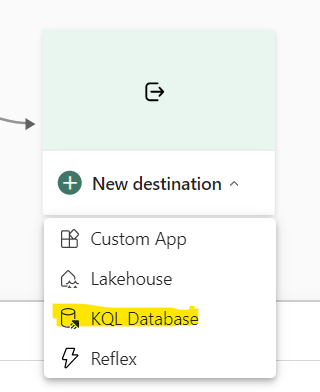 New destination
Custom App
Lakehouse
KQL Database
Reflex